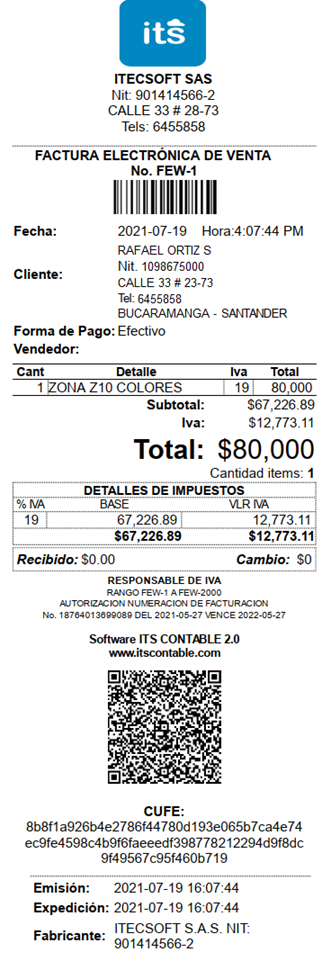 its
ITECSOFT SAS
Nit: 901414566-2
CALLE 33 # 28-73
Tels: 6455858
FACTURA ELECTRÓNICA DE VENTA
No. FEW-1
Fecha: 2021-07-19 Hora:4:07:44 PM
Cliente: RAFAEL ORTIZ S
Nit. 1098675000
CALLE 33 # 23-73
Tel: 6455858
BUCARAMANGA - SANTANDER
Forma de Pago: Efectivo
Vendedor:
Cant Detalle Iva Total
1 ZONA Z10 COLORES 19 80,000
Subtotal: $67,226.89
Iva: $12,773.11
Total: $80,000
Cantidad items: 1
DETALLES DE IMPUESTOS
% IVA BASE VLR IVA
19 67,226.89 12,773.11
$67,226.89 $12,773.11
Recibido: $0.00 Cambio: $0
RESPONSABLE DE IVA
RANGO FEW-1 A FEW-2000
AUTORIZACION NUMERACION DE FACTURACION
No. 18764013699089 DEL 2021-05-27 VENCE 2022-05-27
Software ITS CONTABLE 2.0
www.itscontable.com
CUFE:
8b8f1a926b4e2786f44780d193e065b7ca4e74
ec9fe4598c4b9f6faeeedf398778212294d9f8dc
9f49567c95f460b719
Emisión: 2021-07-19 16:07:44
Expedición: 2021-07-19 16:07:44
Fabricante: ITECSOFT S.A.S. NIT:
901414566-2